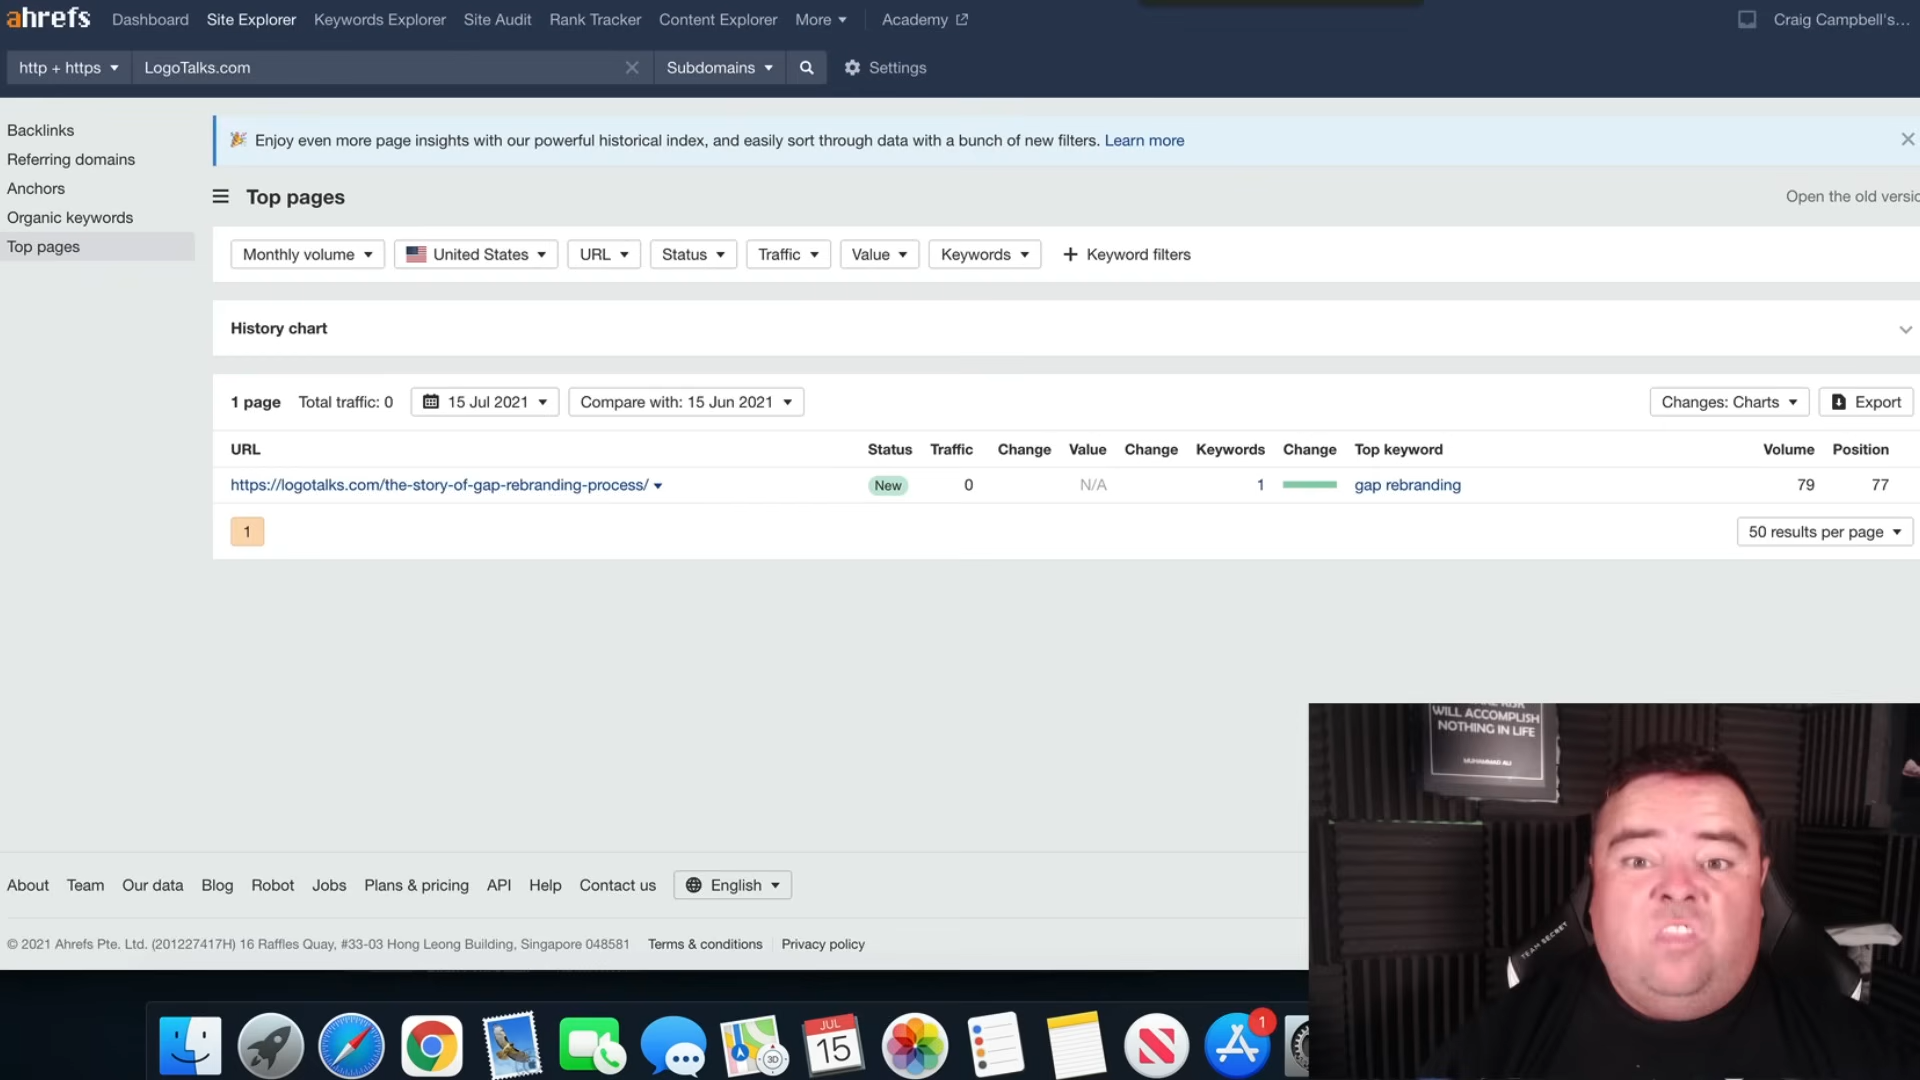 ahrefs Dashboard Site Explorer Keywords Explorer Site Audit Rank Tracker Content Explorer More Academy Craig Campbell's...
http + https LogoTalks.com Subdomains Settings
Backlinks
Referring domains
Anchors
Organic keywords
Top pages
Enjoy even more page insights with our powerful historical index, and easily sort through data with a bunch of new filters. Learn more
Top pages Open the old versio
Monthly volume United States URL Status Traffic Value Keywords + Keyword filters
History chart
1 page Total traffic: 0 15 Jul 2021 Compare with: 15 Jun 2021 Changes: Charts Export
URL Status Traffic Change Value Change Keywords Change Top keyword Volume Position
https://logotalks.com/the-story-of-gap-rebranding-process/ New 0 N/A 1 gap rebranding 79 77
1 50 results per page
WILL ACCOMPLISH
NOTHING IN LIFE
MUHAMMAD ALI
About Team Our data Blog Robot Jobs Plans & pricing API Help Contact us English
© 2021 Ahrefs Pte. Ltd. (201227417H) 16 Raffles Quay, #33-03 Hong Leong Building, Singapore 048581 Terms & conditions Privacy policy
TEAM SECRET
JUL
15
3D
1